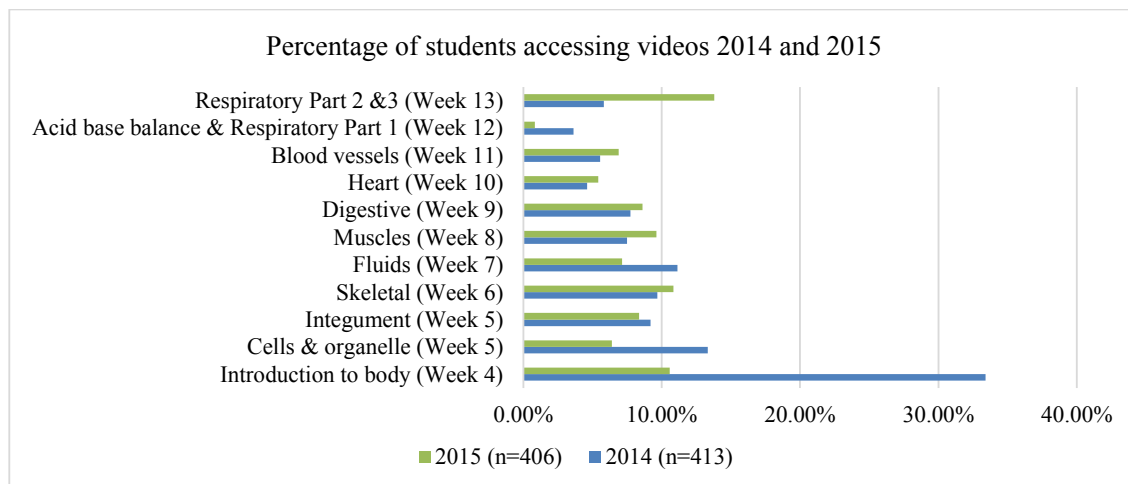 Percentage of students accessing videos 2014 and 2015
Respiratory Part 2 &3 (Week 13)
Acid base balance & Respiratory Part 1 (Week 12)
Blood vessels (Week 11)
Heart (Week 10)
Digestive (Week 9)
Muscles (Week 8)
Fluids (Week 7)
Skeletal (Week 6)
Integument (Week 5)
Cells & organelle (Week 5)
Introduction to body (Week 4)
0.00% 10.00% 20.00% 30.00% 40.00%
2015 (n=406) 2014 (n=413)